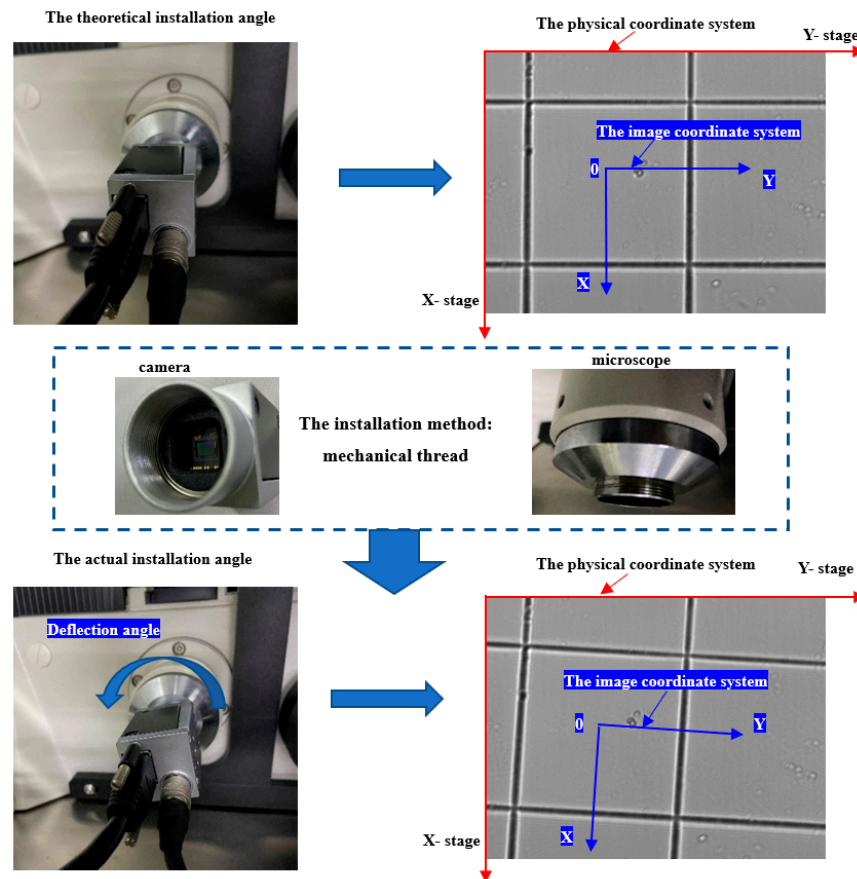 The theoretical installation angle
The physical coordinate system
Y- stage
The image coordinate system
0
Y
X
X- stage
camera
microscope
The installation method:
mechanical thread
The actual installation angle
The physical coordinate system
Y- stage
Deflection angle
The image coordinate system
0
Y
X
X- stage